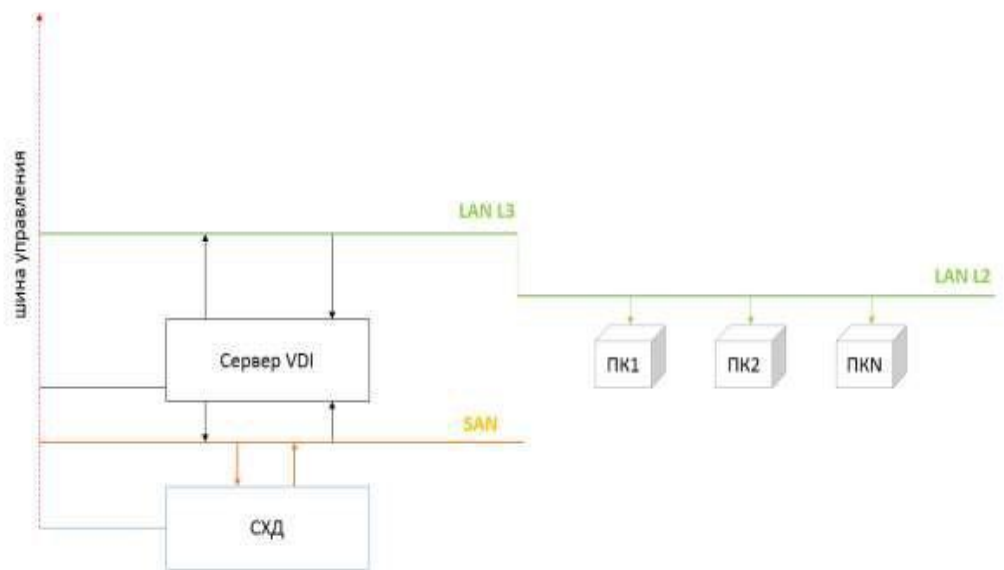 шина управления
LAN L3
LAN L2
Сервер VDI
ПК1
ПК2
ПКN
SAN
СХД